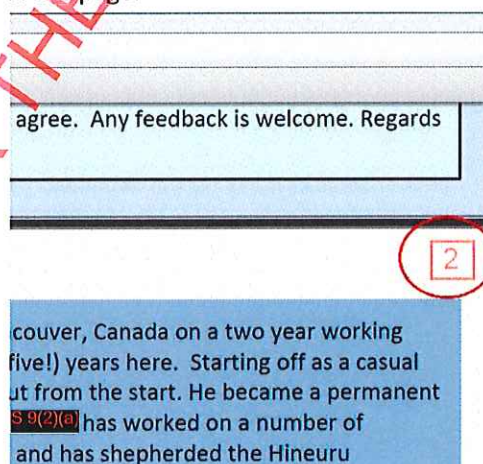 THE
agree. Any feedback is welcome. Regards
2
couver, Canada on a two year working
five!) years here. Starting off as a casual
ut from the start. He became a permanent
S 9(2)(a) has worked on a number of
and has shepherded the Hineuru